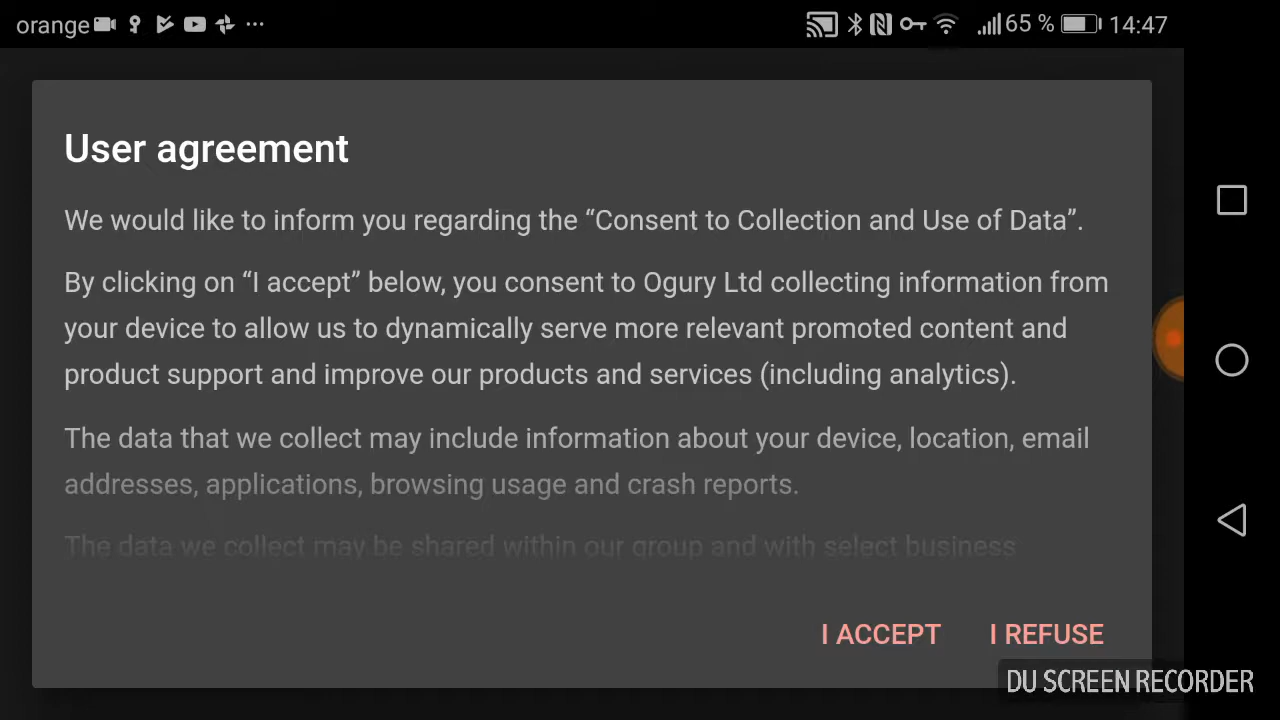 orange 65 % 14:47
User agreement
We would like to inform you regarding the “Consent to Collection and Use of Data”.
By clicking on “I accept” below, you consent to Ogury Ltd collecting information from
your device to allow us to dynamically serve more relevant promoted content and
product support and improve our products and services (including analytics).
The data that we collect may include information about your device, location, email
addresses, applications, browsing usage and crash reports.
The data we collect may be shared within our group and with select business
I ACCEPT I REFUSE
DU SCREEN RECORDER